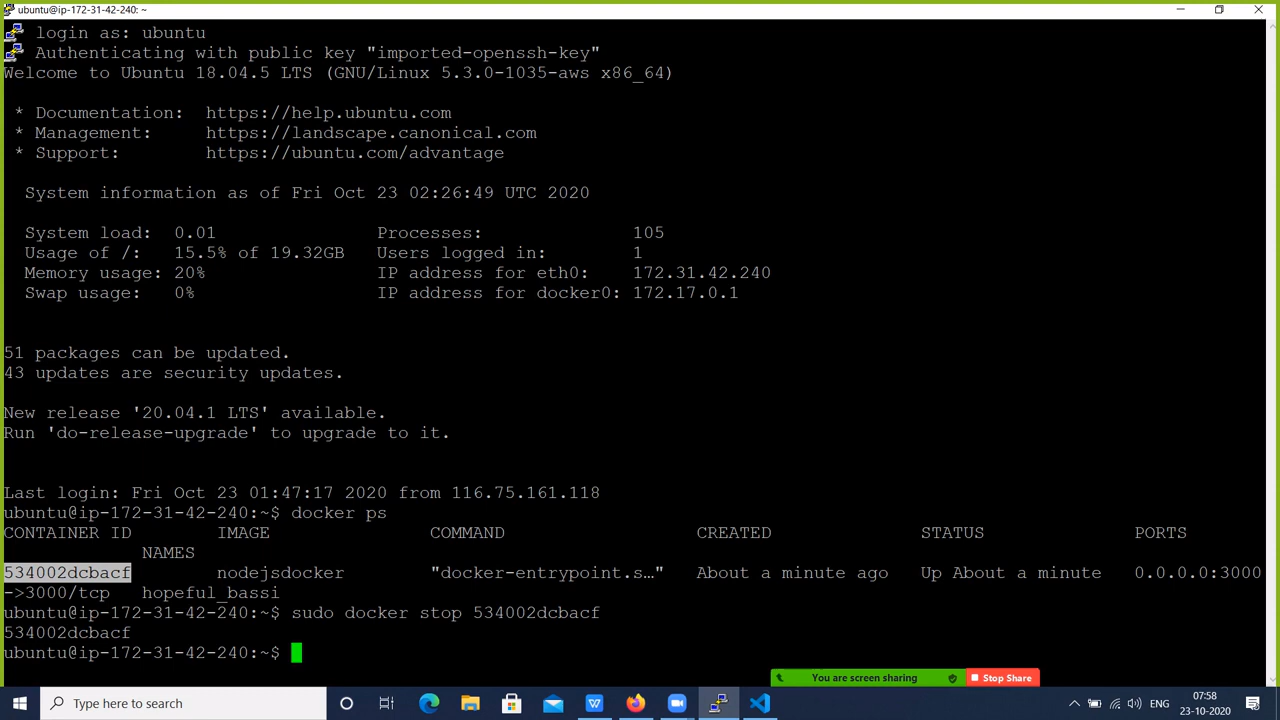 ubuntu@ip-172-31-42-240: ~
login as: ubuntu
Authenticating with public key "imported-openssh-key"
Welcome to Ubuntu 18.04.5 LTS (GNU/Linux 5.3.0-1035-aws x86_64)
* Documentation:  https://help.ubuntu.com
* Management:     https://landscape.canonical.com
* Support:        https://ubuntu.com/advantage
System information as of Fri Oct 23 02:26:49 UTC 2020
System load:  0.01               Processes:              105
Usage of /:   15.5% of 19.32GB   Users logged in:        1
Memory usage: 20%                IP address for eth0:    172.31.42.240
Swap usage:   0%                 IP address for docker0: 172.17.0.1
51 packages can be updated.
43 updates are security updates.
New release '20.04.1 LTS' available.
Run 'do-release-upgrade' to upgrade to it.
Last login: Fri Oct 23 01:47:17 2020 from 116.75.161.118
ubuntu@ip-172-31-42-240:~$ docker ps
CONTAINER ID        IMAGE               COMMAND                  CREATED              STATUS              PORTS
NAMES
534002dcbacf        nodejsdocker        "docker-entrypoint.s…"   About a minute ago   Up About a minute   0.0.0.0:3000
->3000/tcp   hopeful_bassi
ubuntu@ip-172-31-42-240:~$ sudo docker stop 534002dcbacf
534002dcbacf
ubuntu@ip-172-31-42-240:~$
You are screen sharing   Stop Share
Type here to search   ENG   07:58
23-10-2020